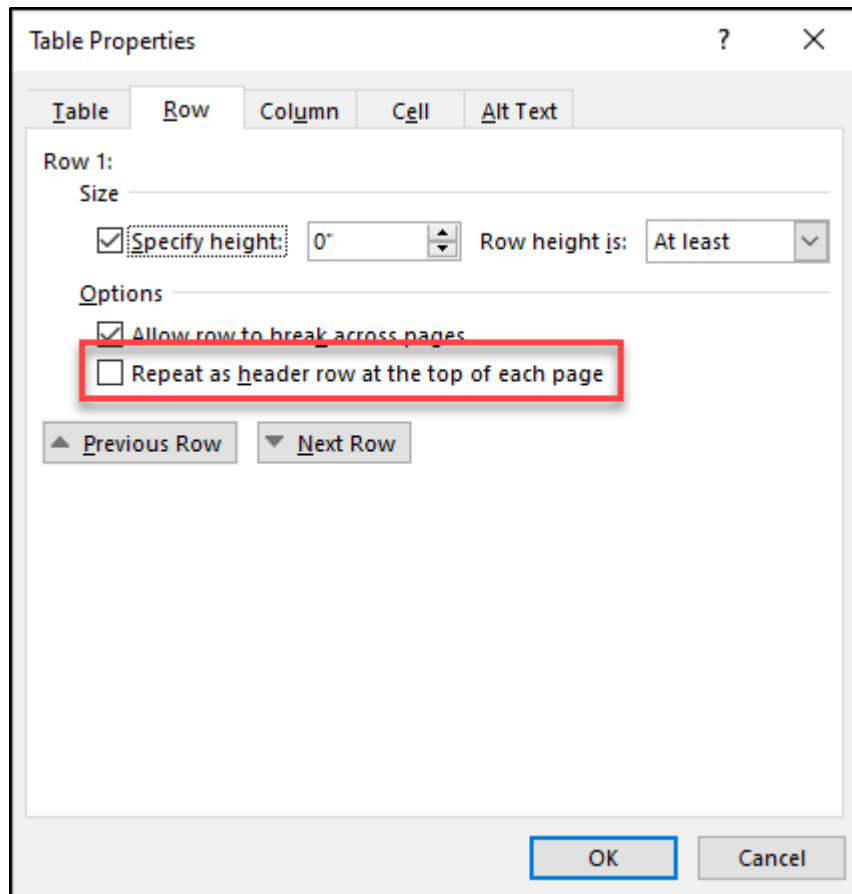 Table Properties ?
Table Row Column Cell Alt Text
Row 1:
Size
Specify height: 0" Row height is: At least
Options
Allow row to break across pages
Repeat as header row at the top of each page
Previous Row Next Row
OK Cancel